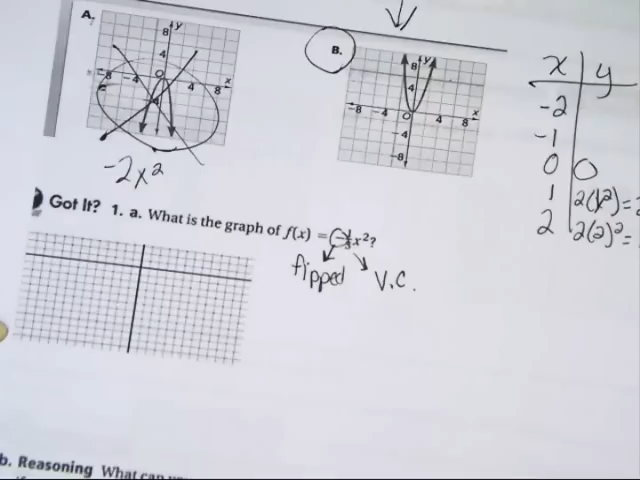 A.
y
8
4
-8 -4 O 4 8 x
-4
-2x²
B.
y
8
4
-8 -4 O 4 8 x
-4
-8
x y
-2
-1
0 0
1 2(1²)=2
2 2(2)²=
Got It? 1. a. What is the graph of f(x) = -⅓x²?
flipped V.C.
b. Reasoning What can